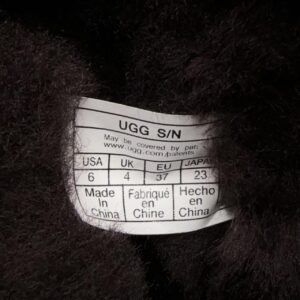 UGG S/N
May be covered by
www.ugg.com/patents
USA UK EU JAPAN
6 4 37 23
Made in China Fabriqué en Chine Hecho en China